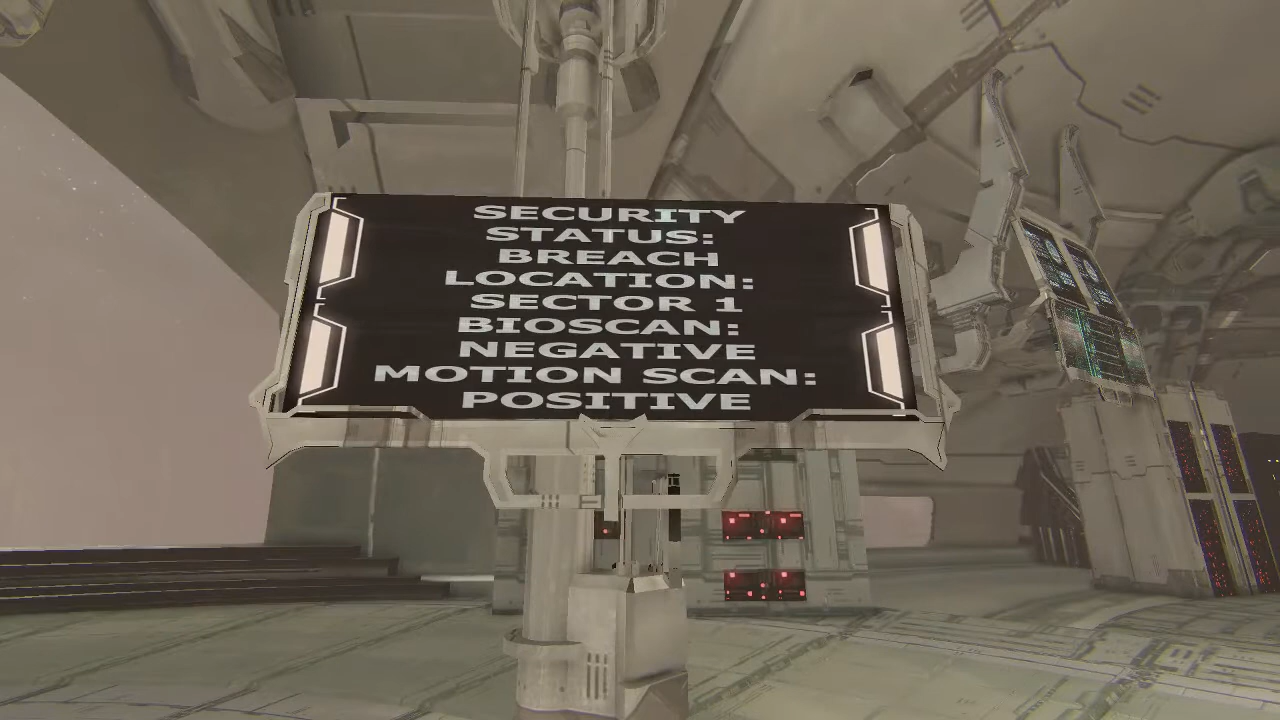 SECURITY
STATUS:
BREACH
LOCATION:
SECTOR 1
BIOSCAN:
NEGATIVE
MOTION SCAN:
POSITIVE